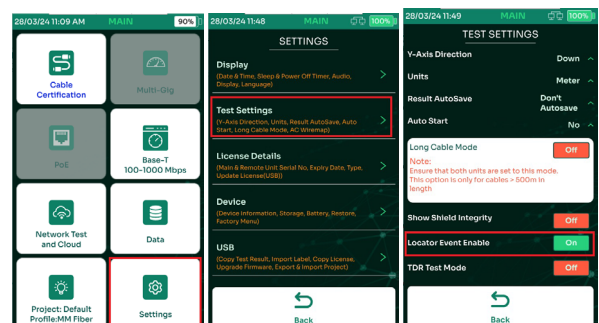 28/03/24 11:09 AM MAIN 90%
Cable
Certification
Multi-Gig
PoE
Base-T
100-1000 Mbps
Network Test
and Cloud
Data
Project: Default
Profile:MM Fiber
Settings
28/03/24 11:48 MAIN 100%
SETTINGS
Display
(Date & Time, Sleep & Power Off Timer, Audio,
Display, Language)
Test Settings
(Y-Axis Direction, Units, Result AutoSave, Auto
Start, Long Cable Mode, AC Wiremap)
License Details
(Main & Remote Unit Serial No, Expiry Date, Type,
Update License(USB))
Device
(Device Information, Storage, Battery, Restore,
Factory Menu)
USB
(Copy Test Result, Import Label, Copy License,
Upgrade Firmware, Export & Import Project)
Back
28/03/24 11:49 MAIN 100%
TEST SETTINGS
Y-Axis Direction Down
Units Meter
Result AutoSave Don't
Autosave
Auto Start No
Long Cable Mode Off
Note:
Ensure that both units are set to this mode.
This option is only for cables > 500m in
length
Show Shield Integrity Off
Locator Event Enable On
TDR Test Mode Off
Back